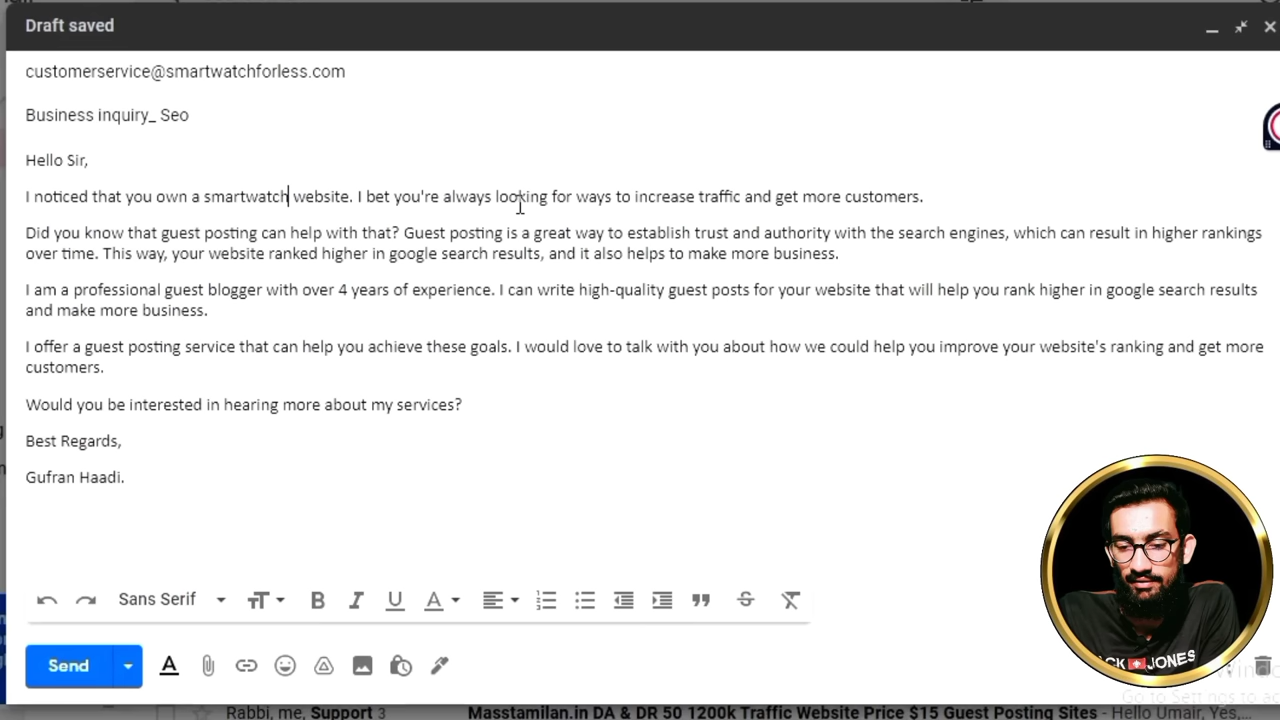 Draft saved
customerservice@smartwatchforless.com
Business inquiry_ Seo
Hello Sir,
I noticed that you own a smartwatch website. I bet you're always looking for ways to increase traffic and get more customers.
Did you know that guest posting can help with that? Guest posting is a great way to establish trust and authority with the search engines, which can result in higher rankings
over time. This way, your website ranked higher in google search results, and it also helps to make more business.
I am a professional guest blogger with over 4 years of experience. I can write high-quality guest posts for your website that will help you rank higher in google search results
and make more business.
I offer a guest posting service that can help you achieve these goals. I would love to talk with you about how we could help you improve your website's ranking and get more
customers.
Would you be interested in hearing more about my services?
Best Regards,
Gufran Haadi.
Sans Serif
Send
CK JONES
Go to Settings to ac
Rabbi, me, Support 3 Masstamilan.in DA & DR 50 1200k Traffic Website Price $15 Guest Posting Sites - Hello Umer Yes...